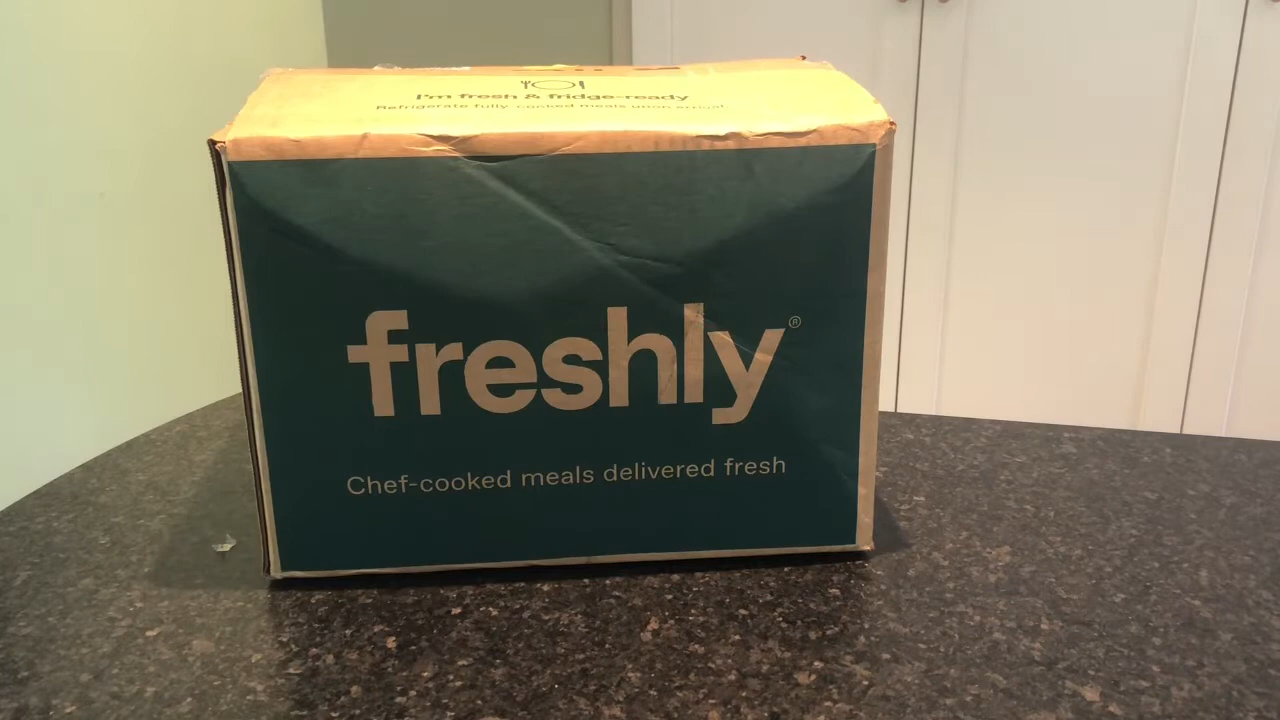 I'm fresh & fridge-ready
Refrigerate fully-cooked meals upon arrival
freshly®
Chef-cooked meals delivered fresh